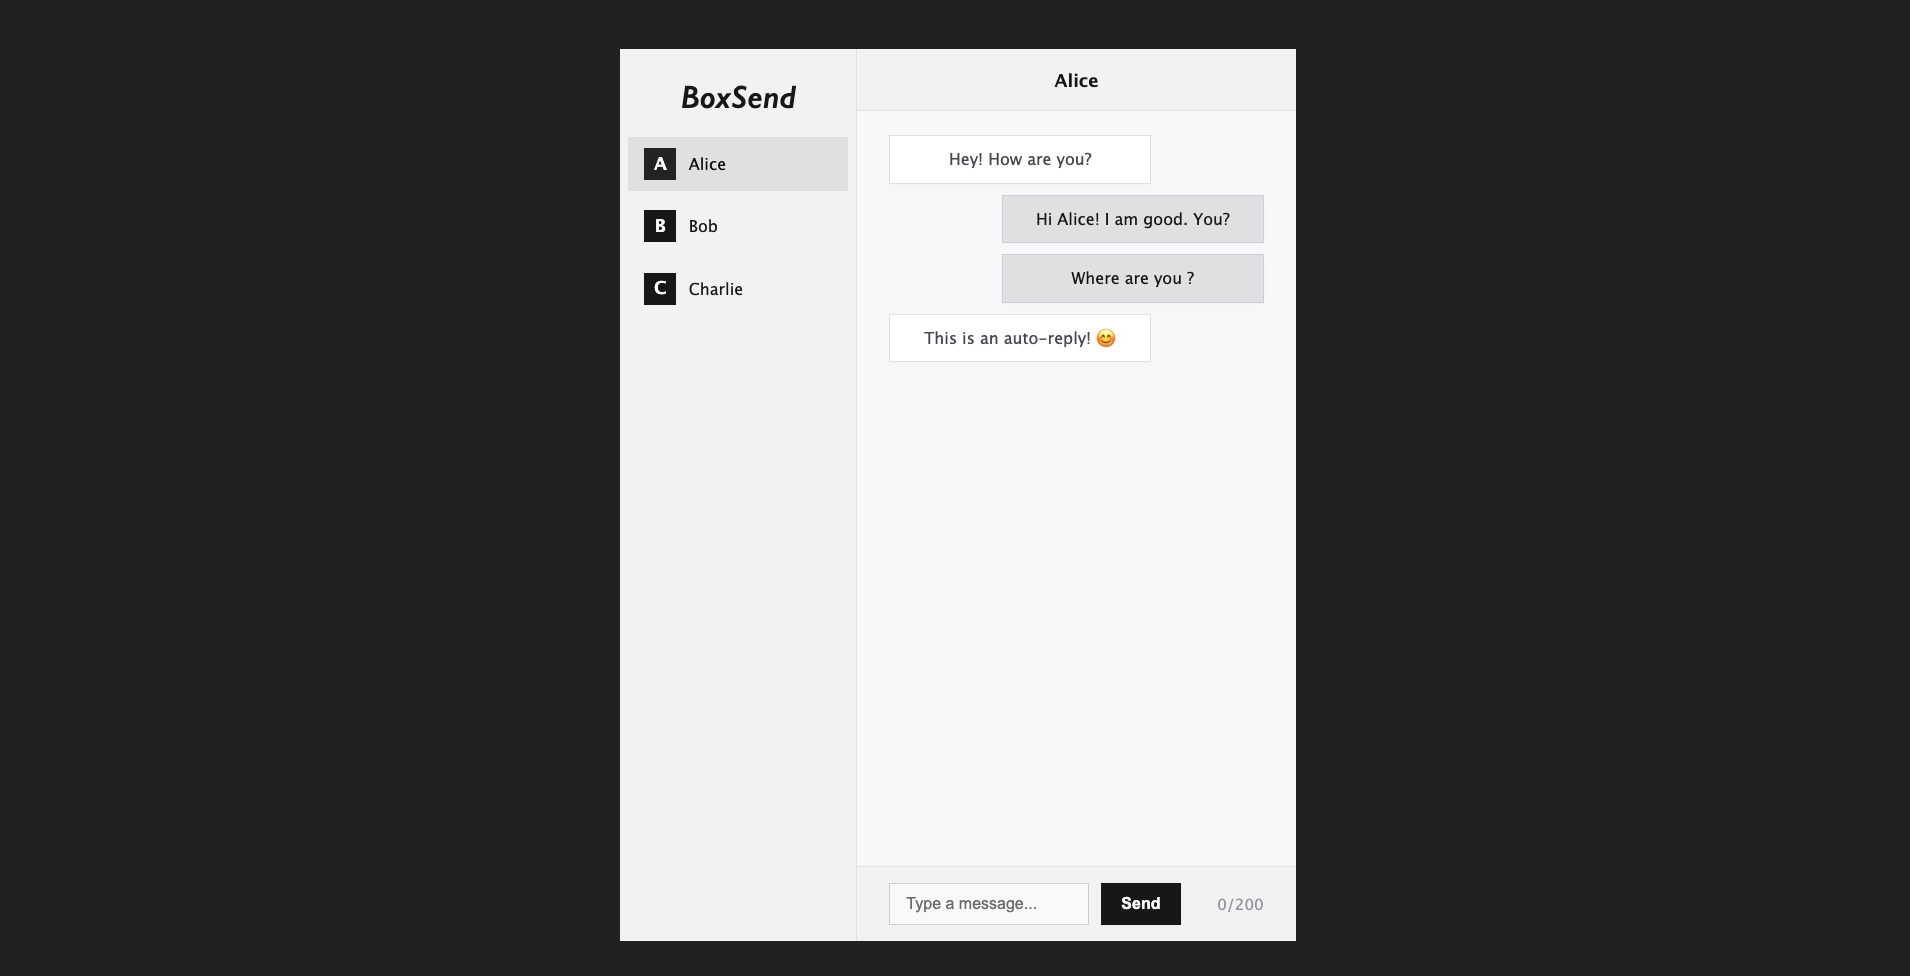 BoxSend
A Alice
B Bob
C Charlie
Alice
Hey! How are you?
Hi Alice! I am good. You?
Where are you ?
This is an auto-reply! 😊
Type a message...
Send
0/200